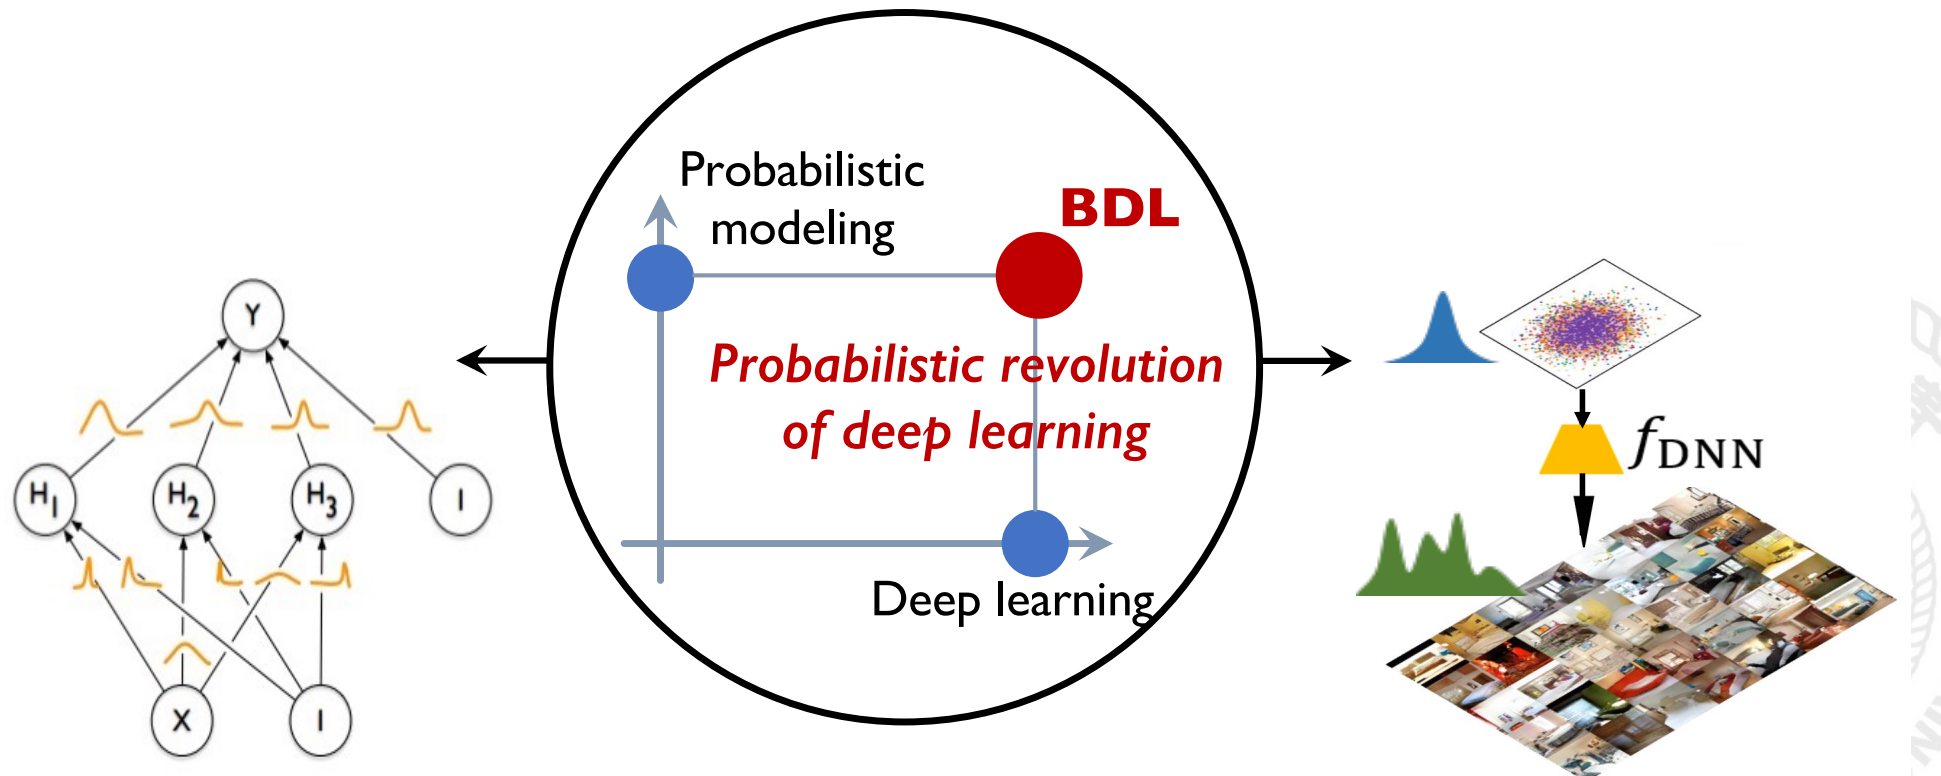 Probabilistic
modeling
BDL
Probabilistic revolution
of deep learning
Deep learning
Y
H1
H2
H3
I
X
I
fDNN